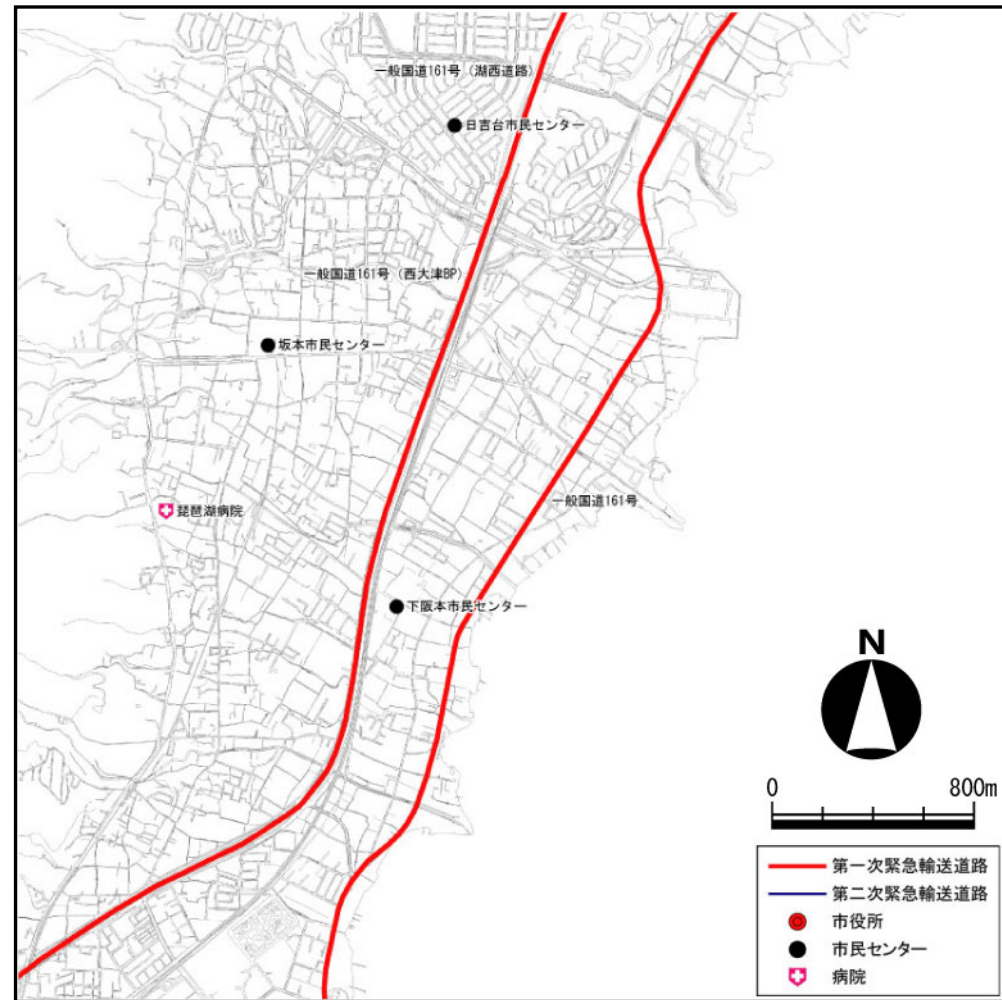 一般国道161号（湖西道路）
日吉台市民センター
一般国道161号（西大津BP）
坂本市民センター
一般国道161号
琵琶湖病院
下阪本市民センター
N
0 800m
第一次緊急輸送道路
第二次緊急輸送道路
市役所
市民センター
病院